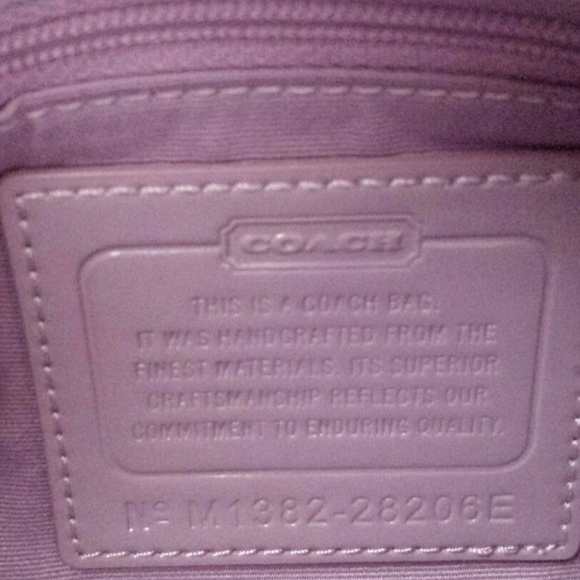 COACH
THIS IS A COACH BAG.
IT WAS HANDCRAFTED FROM THE
FINEST MATERIALS. ITS SUPERIOR
CRAFTSMANSHIP REFLECTS OUR
COMMITMENT TO ENDURING QUALITY.
Nº M1382-28206E